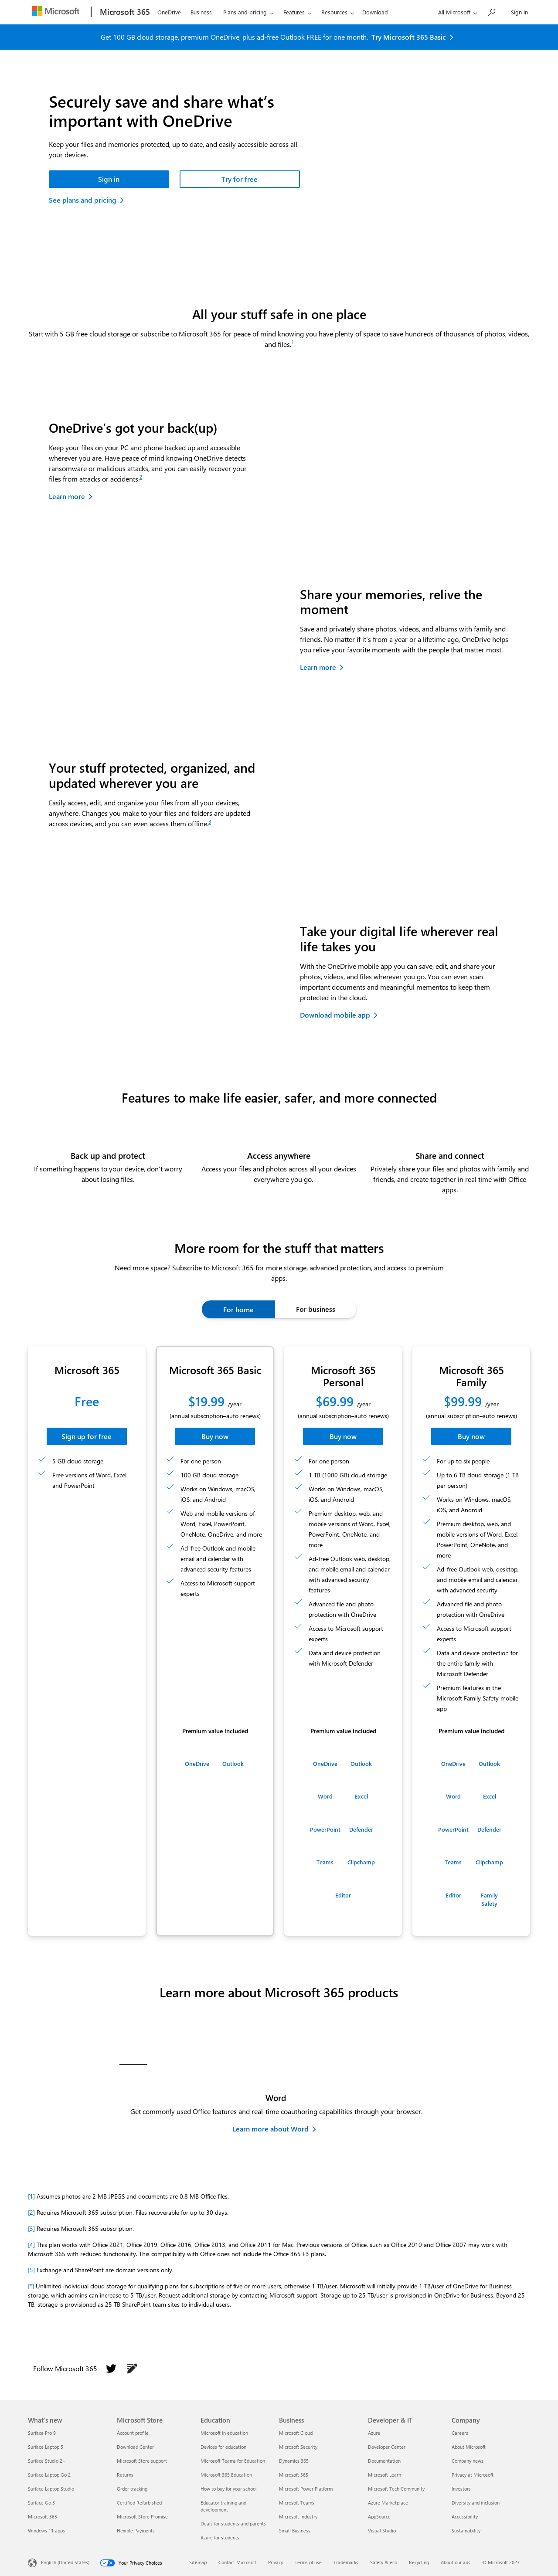 Microsoft
Microsoft 365
OneDrive
Business
Plans and pricing
Features
Resources
Download
All Microsoft
Sign in
Get 100 GB cloud storage, premium OneDrive, plus ad-free Outlook FREE for one month. Try Microsoft 365 Basic
Securely save and share what's
important with OneDrive
Keep your files and memories protected, up to date, and easily accessible across all
your devices.
Sign in
Try for free
See plans and pricing
All your stuff safe in one place
Start with 5 GB free cloud storage or subscribe to Microsoft 365 for peace of mind knowing you have plenty of space to save hundreds of thousands of photos, videos,
and files.1
OneDrive's got your back(up)
Keep your files on your PC and phone backed up and accessible
wherever you are. Have peace of mind knowing OneDrive detects
ransomware or malicious attacks, and you can easily recover your
files from attacks or accidents.2
Learn more
Share your memories, relive the
moment
Save and privately share photos, videos, and albums with family and
friends. No matter if it's from a year or a lifetime ago, OneDrive helps
you relive your favorite moments with the people that matter most.
Learn more
Your stuff protected, organized, and
updated wherever you are
Easily access, edit, and organize your files from all your devices,
anywhere. Changes you make to your files and folders are updated
across devices, and you can even access them offline.3
Take your digital life wherever real
life takes you
With the OneDrive mobile app you can save, edit, and share your
photos, videos, and files wherever you go. You can even scan
important documents and meaningful mementos to keep them
protected in the cloud.
Download mobile app
Features to make life easier, safer, and more connected
Back up and protect
If something happens to your device, don't worry
about losing files.
Access anywhere
Access your files and photos across all your devices
— everywhere you go.
Share and connect
Privately share your files and photos with family and
friends, and create together in real time with Office
apps.
More room for the stuff that matters
Need more space? Subscribe to Microsoft 365 for more storage, advanced protection, and access to premium
apps.
For home
For business
Microsoft 365
Free
Sign up for free
5 GB cloud storage
Free versions of Word, Excel
and PowerPoint
Microsoft 365 Basic
$19.99 /year
(annual subscription–auto renews)
Buy now
For one person
100 GB cloud storage
Works on Windows, macOS,
iOS, and Android
Web and mobile versions of
Word, Excel, PowerPoint,
OneNote, OneDrive, and more
Ad-free Outlook and mobile
email and calendar with
advanced security features
Access to Microsoft support
experts
Premium value included
OneDrive
Outlook
Microsoft 365
Personal
$69.99 /year
(annual subscription–auto renews)
Buy now
For one person
1 TB (1000 GB) cloud storage
Works on Windows, macOS,
iOS, and Android
Premium desktop, web, and
mobile versions of Word, Excel,
PowerPoint, OneNote, and
more
Ad-free Outlook web, desktop,
and mobile email and calendar
with advanced security
features
Advanced file and photo
protection with OneDrive
Access to Microsoft support
experts
Data and device protection
with Microsoft Defender
Premium value included
OneDrive
Outlook
Word
Excel
PowerPoint
Defender
Teams
Clipchamp
Editor
Microsoft 365
Family
$99.99 /year
(annual subscription–auto renews)
Buy now
For up to six people
Up to 6 TB cloud storage (1 TB
per person)
Works on Windows, macOS,
iOS, and Android
Premium desktop, web, and
mobile versions of Word, Excel,
PowerPoint, OneNote, and
more
Ad-free Outlook web, desktop,
and mobile email and calendar
with advanced security
Advanced file and photo
protection with OneDrive
Access to Microsoft support
experts
Data and device protection for
the entire family with
Microsoft Defender
Premium features in the
Microsoft Family Safety mobile
app
Premium value included
OneDrive
Outlook
Word
Excel
PowerPoint
Defender
Teams
Clipchamp
Editor
Family
Safety
Learn more about Microsoft 365 products
Word
Get commonly used Office features and real-time coauthoring capabilities through your browser.
Learn more about Word
[1] Assumes photos are 2 MB JPEGS and documents are 0.8 MB Office files.
[2] Requires Microsoft 365 subscription. Files recoverable for up to 30 days.
[3] Requires Microsoft 365 subscription.
[4] This plan works with Office 2021, Office 2019, Office 2016, Office 2013, and Office 2011 for Mac. Previous versions of Office, such as Office 2010 and Office 2007 may work with
Microsoft 365 with reduced functionality. This compatibility with Office does not include the Office 365 F3 plans.
[5] Exchange and SharePoint are domain versions only.
[*] Unlimited individual cloud storage for qualifying plans for subscriptions of five or more users, otherwise 1 TB/user. Microsoft will initially provide 1 TB/user of OneDrive for Business
storage, which admins can increase to 5 TB/user. Request additional storage by contacting Microsoft support. Storage up to 25 TB/user is provisioned in OneDrive for Business. Beyond 25
TB, storage is provisioned as 25 TB SharePoint team sites to individual users.
Follow Microsoft 365
What's new
Surface Pro 9
Surface Laptop 5
Surface Studio 2+
Surface Laptop Go 2
Surface Laptop Studio
Surface Go 3
Microsoft 365
Windows 11 apps
Microsoft Store
Account profile
Download Center
Microsoft Store support
Returns
Order tracking
Certified Refurbished
Microsoft Store Promise
Flexible Payments
Education
Microsoft in education
Devices for education
Microsoft Teams for Education
Microsoft 365 Education
How to buy for your school
Educator training and
development
Deals for students and parents
Azure for students
Business
Microsoft Cloud
Microsoft Security
Dynamics 365
Microsoft 365
Microsoft Power Platform
Microsoft Teams
Microsoft Industry
Small Business
Developer & IT
Azure
Developer Center
Documentation
Microsoft Learn
Microsoft Tech Community
Azure Marketplace
AppSource
Visual Studio
Company
Careers
About Microsoft
Company news
Privacy at Microsoft
Investors
Diversity and inclusion
Accessibility
Sustainability
English (United States)
Your Privacy Choices
Sitemap
Contact Microsoft
Privacy
Terms of use
Trademarks
Safety & eco
Recycling
About our ads
© Microsoft 2023